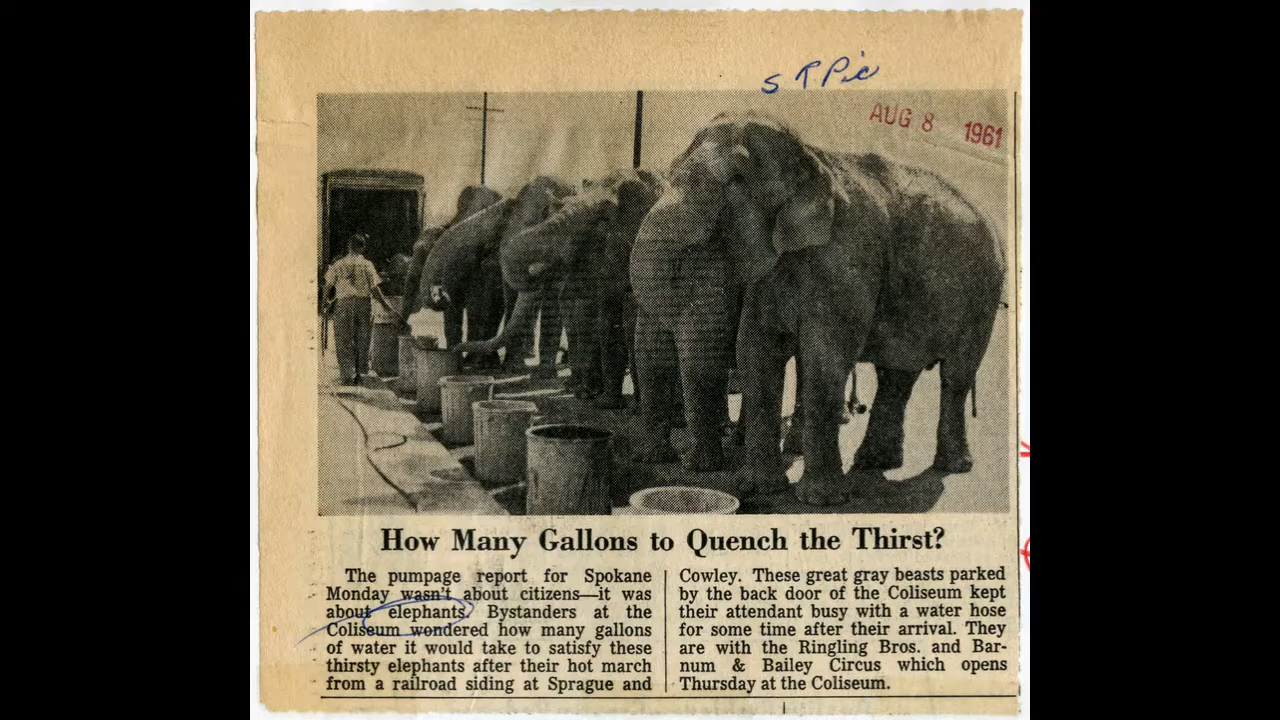 S R Pic
AUG 8 1961
How Many Gallons to Quench the Thirst?
The pumpage report for Spokane
Monday wasn't about citizens—it was
about elephants. Bystanders at the
Coliseum wondered how many gallons
of water it would take to satisfy these
thirsty elephants after their hot march
from a railroad siding at Sprague and
Cowley. These great gray beasts parked
by the back door of the Coliseum kept
their attendant busy with a water hose
for some time after their arrival. They
are with the Ringling Bros. and Bar-
num & Bailey Circus which opens
Thursday at the Coliseum.